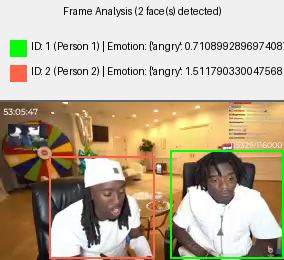 Frame Analysis (2 face(s) detected)
ID: 1 (Person 1) | Emotion: {'angry': 0.7108992896974087
ID: 2 (Person 2) | Emotion: {'angry': 1.511790330047568
53:05:47